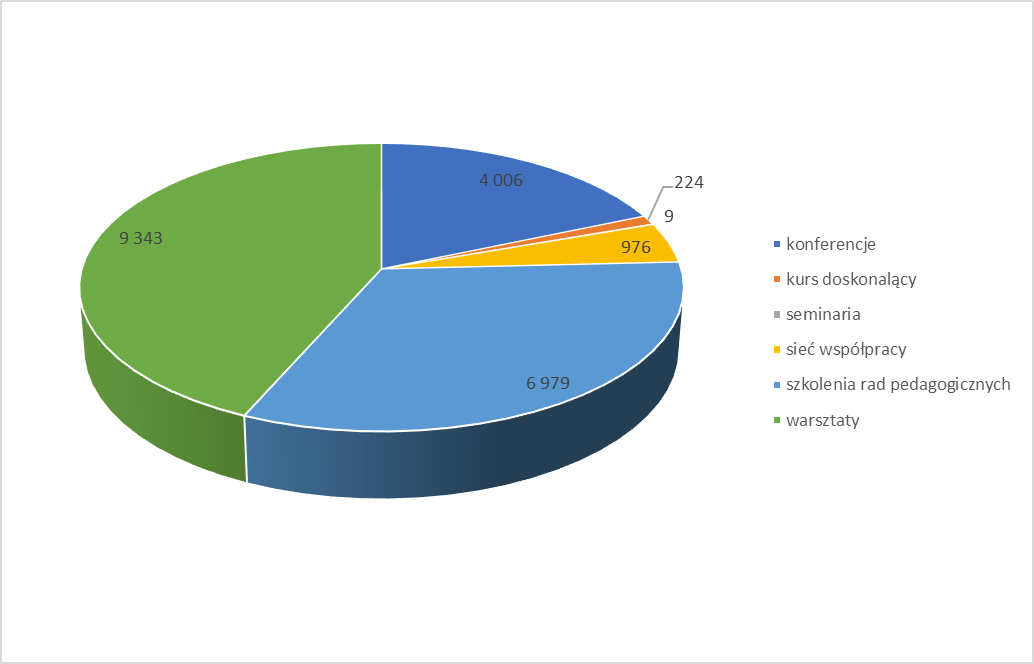 4 006
224
9
976
9 343
6 979
konferencje
kurs doskonalący
seminaria
sieć współpracy
szkolenia rad pedagogicznych
warsztaty